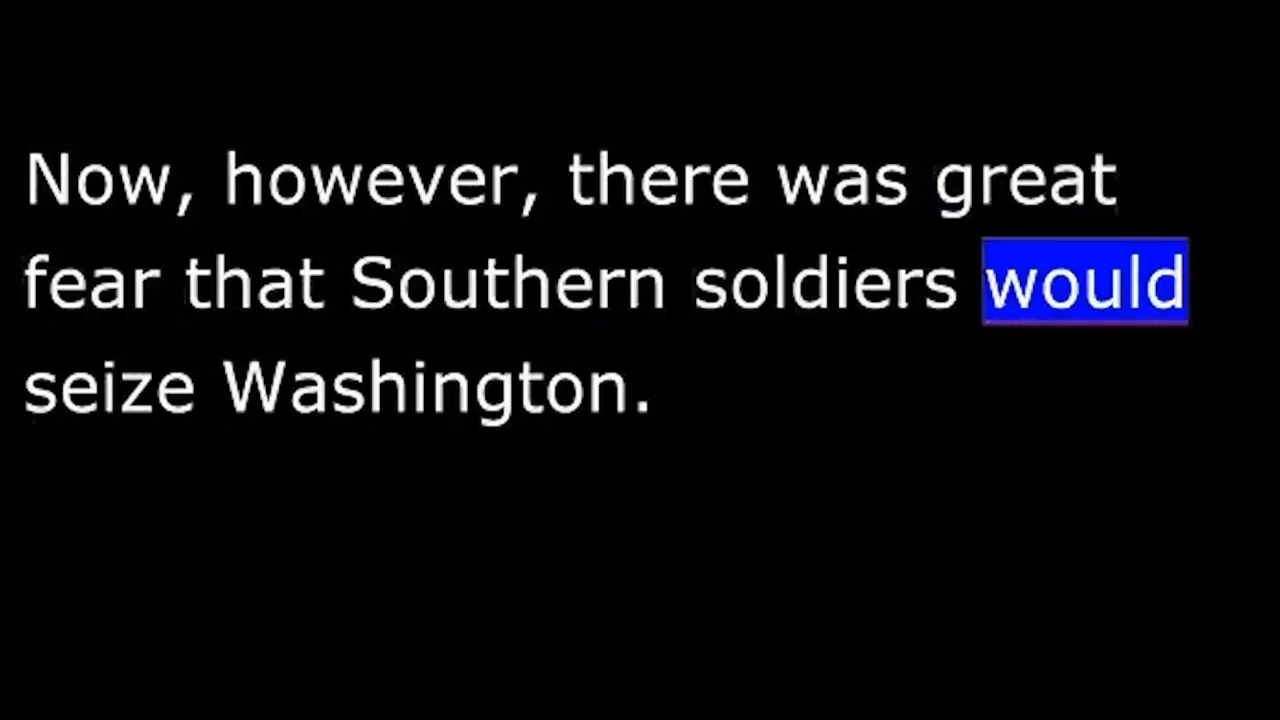 Now, however, there was great
fear that Southern soldiers would
seize Washington.